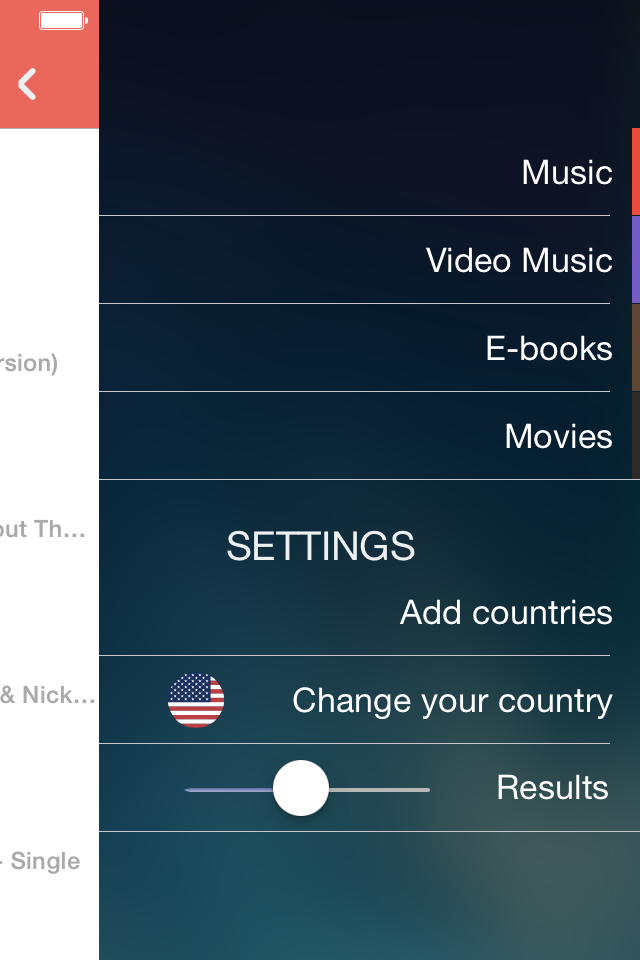 Music
Video Music
E-books
rsion)
Movies
out Th...
SETTINGS
Add countries
& Nick...
Change your country
Results
- Single